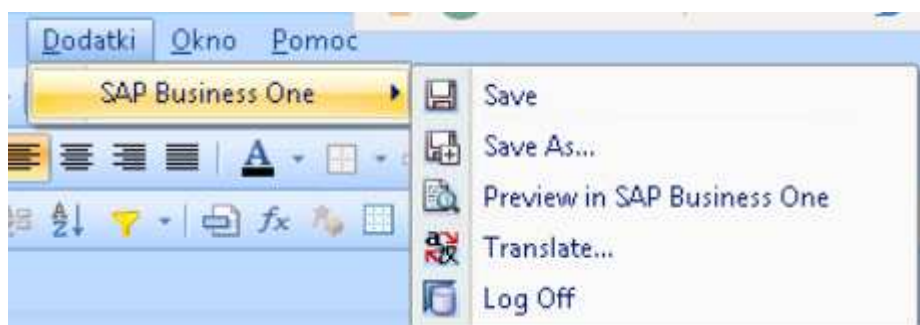 Dodatki Okno Pomoc
SAP Business One
Save
Save As...
Preview in SAP Business One
Translate...
Log Off